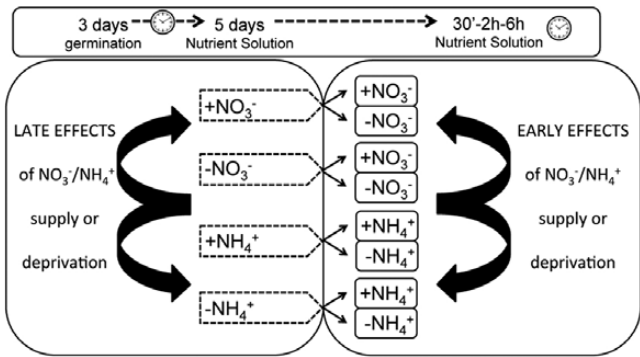 3 days 5 days 30'-2h-6h
germination Nutrient Solution Nutrient Solution
LATE EFFECTS
of NO₃⁻/NH₄⁺
supply or
deprivation
+NO₃⁻
-NO₃⁻
+NH₄⁺
-NH₄⁺
+NO₃⁻
-NO₃⁻
+NO₃⁻
-NO₃⁻
+NH₄⁺
-NH₄⁺
+NH₄⁺
-NH₄⁺
EARLY EFFECTS
of NO₃⁻/NH₄⁺
supply or
deprivation